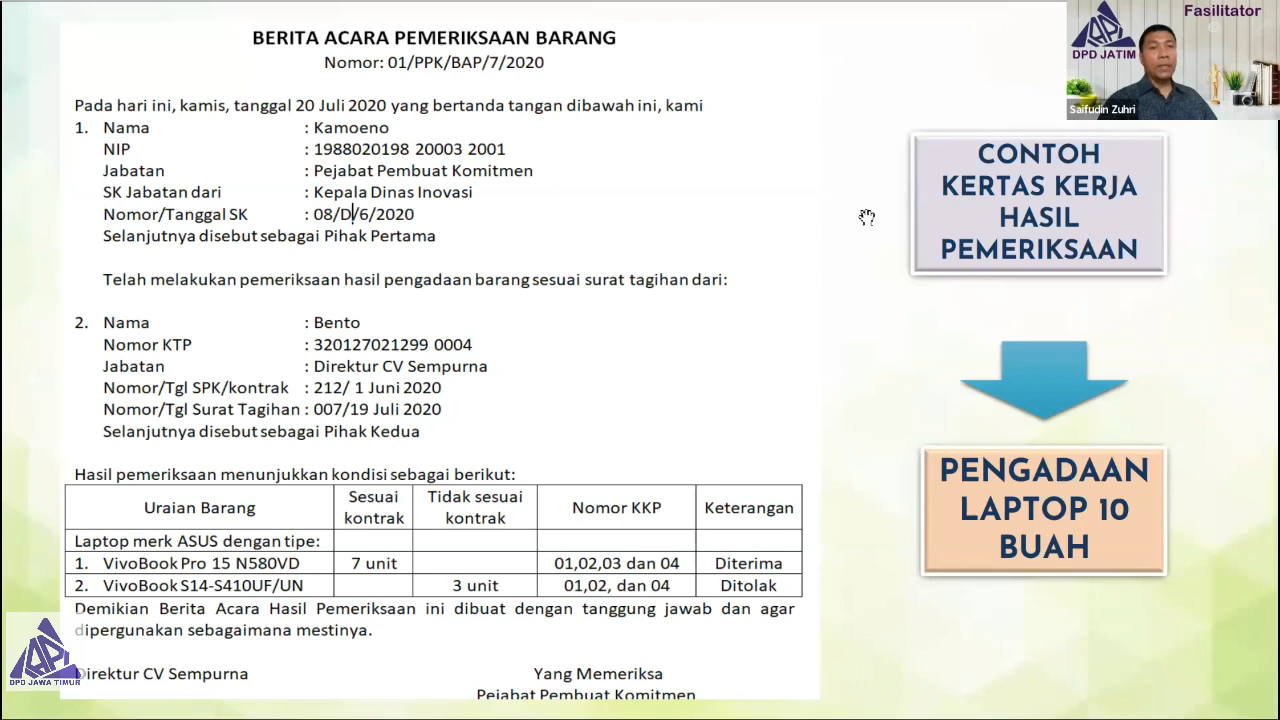 BERITA ACARA PEMERIKSAAN BARANG
Nomor: 01/PPK/BAP/7/2020
Pada hari ini, kamis, tanggal 20 Juli 2020 yang bertanda tangan dibawah ini, kami
1. Nama : Kamoeno
NIP : 1988020198 20003 2001
Jabatan : Pejabat Pembuat Komitmen
SK Jabatan dari : Kepala Dinas Inovasi
Nomor/Tanggal SK : 08/D/6/2020
Selanjutnya disebut sebagai Pihak Pertama
Telah melakukan pemeriksaan hasil pengadaan barang sesuai surat tagihan dari:
2. Nama : Bento
Nomor KTP : 320127021299 0004
Jabatan : Direktur CV Sempurna
Nomor/Tgl SPK/kontrak : 212/ 1 Juni 2020
Nomor/Tgl Surat Tagihan : 007/19 Juli 2020
Selanjutnya disebut sebagai Pihak Kedua
Hasil pemeriksaan menunjukkan kondisi sebagai berikut:
Uraian Barang Sesuai kontrak Tidak sesuai kontrak Nomor KKP Keterangan
Laptop merk ASUS dengan tipe:
1. VivoBook Pro 15 N580VD 7 unit 01,02,03 dan 04 Diterima
2. VivoBook S14-S410UF/UN 3 unit 01,02, dan 04 Ditolak
Demikian Berita Acara Hasil Pemeriksaan ini dibuat dengan tanggung jawab dan agar
dipergunakan sebagaimana mestinya.
Direktur CV Sempurna Yang Memeriksa
Pejabat Pembuat Komitmen
API
DPD JAWA TIMUR
Fasilitator
API
DPD JATIM
Saifudin Zuhri
CONTOH
KERTAS KERJA
HASIL
PEMERIKSAAN
PENGADAAN
LAPTOP 10
BUAH